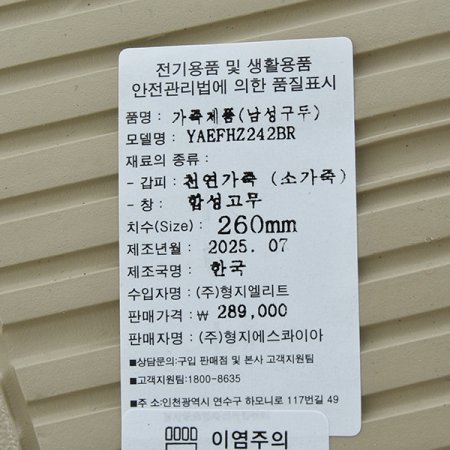 전기용품 및 생활용품
안전관리법에 의한 품질표시
품명 : 가죽제품(남성구두)
모델명 : YAEFHZ242BR
재료의 종류 :
- 갑피 : 천연가죽 (소가죽)
- 창 : 합성고무
치수(Size) : 260mm
제조년월 : 2025. 07
제조국명 : 한국
수입자명 : (주)형지엘리트
판매가격 : ₩ 289,000
판매자명 : (주)형지에스콰이아
■상담문의:구입 판매점 및 본사 고객지원팀
■고객지원팀:1800-8635
■주 소:인천광역시 연수구 하모니로 117번길 49
이염주의